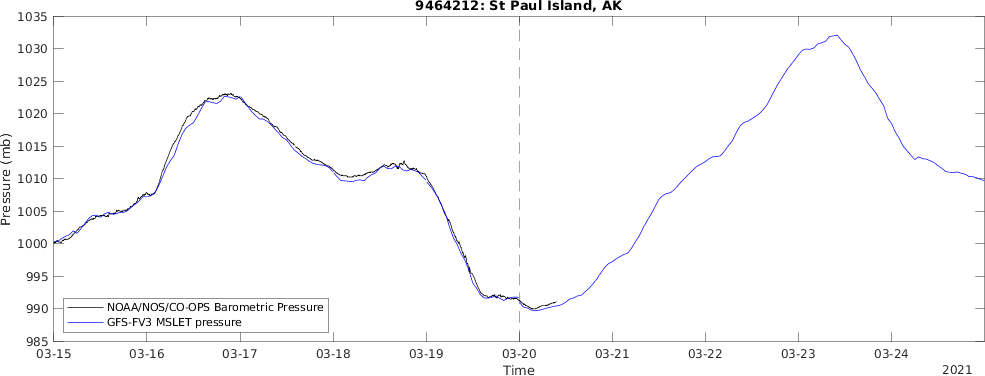 9464212: St Paul Island, AK
Pressure (mb)
1035
1030
1025
1020
1015
1010
1005
1000
995
990
985
NOAA/NOS/CO-OPS Barometric Pressure
GFS-FV3 MSLET pressure
03-15 03-16 03-17 03-18 03-19 03-20 03-21 03-22 03-23 03-24
Time
2021